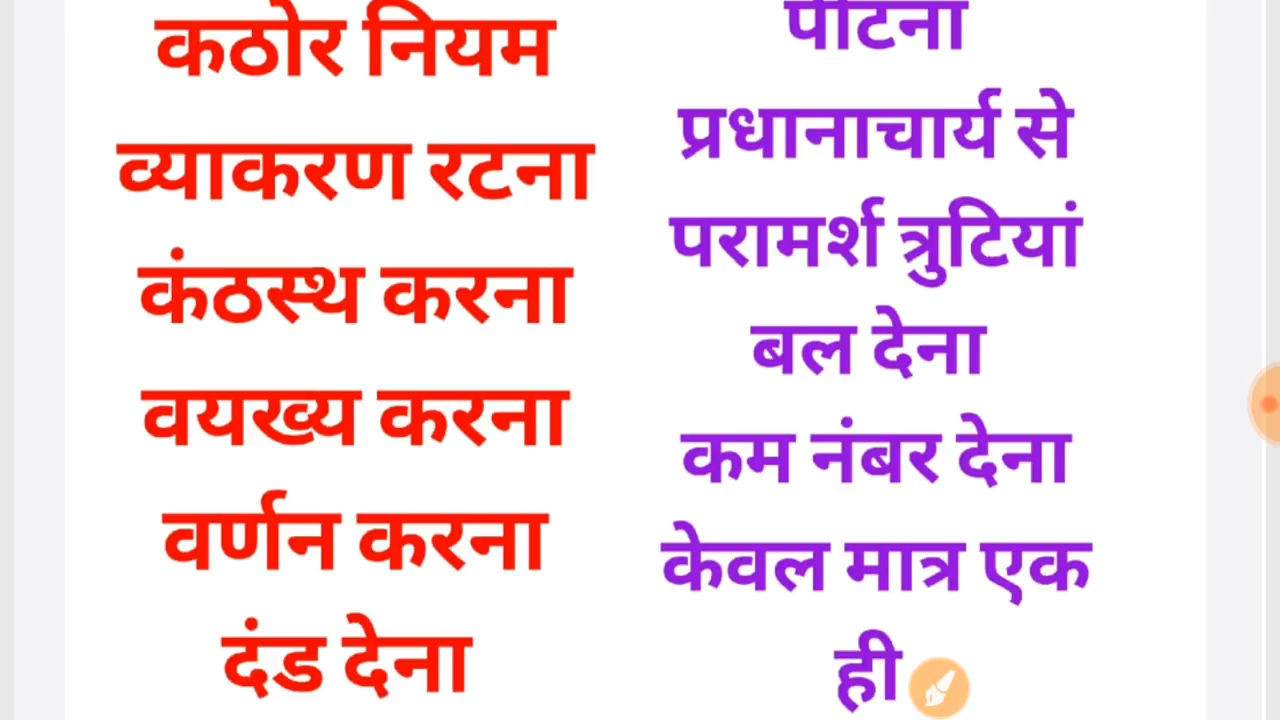 कठोर नियम
व्याकरण रटना
कंठस्थ करना
वयख्य करना
वर्णन करना
दंड देना
पीटना
प्रधानाचार्य से
परामर्श त्रुटियां
बल देना
कम नंबर देना
केवल मात्र एक
ही